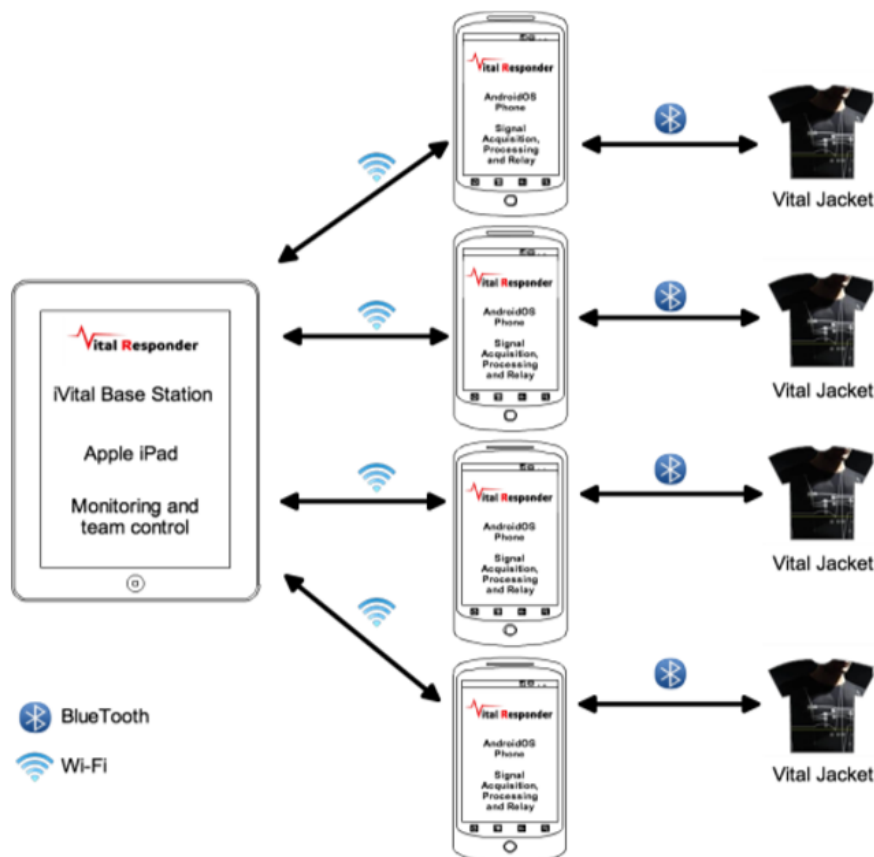 Vital Responder
iVital Base Station
Apple iPad
Monitoring and
team control
BlueTooth
Wi-Fi
Vital Responder
AndroidOS
Phone
Signal
Acquisition,
Processing
and Relay
Vital Jacket
Vital Responder
AndroidOS
Phone
Signal
Acquisition,
Processing
and Relay
Vital Jacket
Vital Responder
AndroidOS
Phone
Signal
Acquisition,
Processing
and Relay
Vital Jacket
Vital Responder
AndroidOS
Phone
Signal
Acquisition,
Processing
and Relay
Vital Jacket